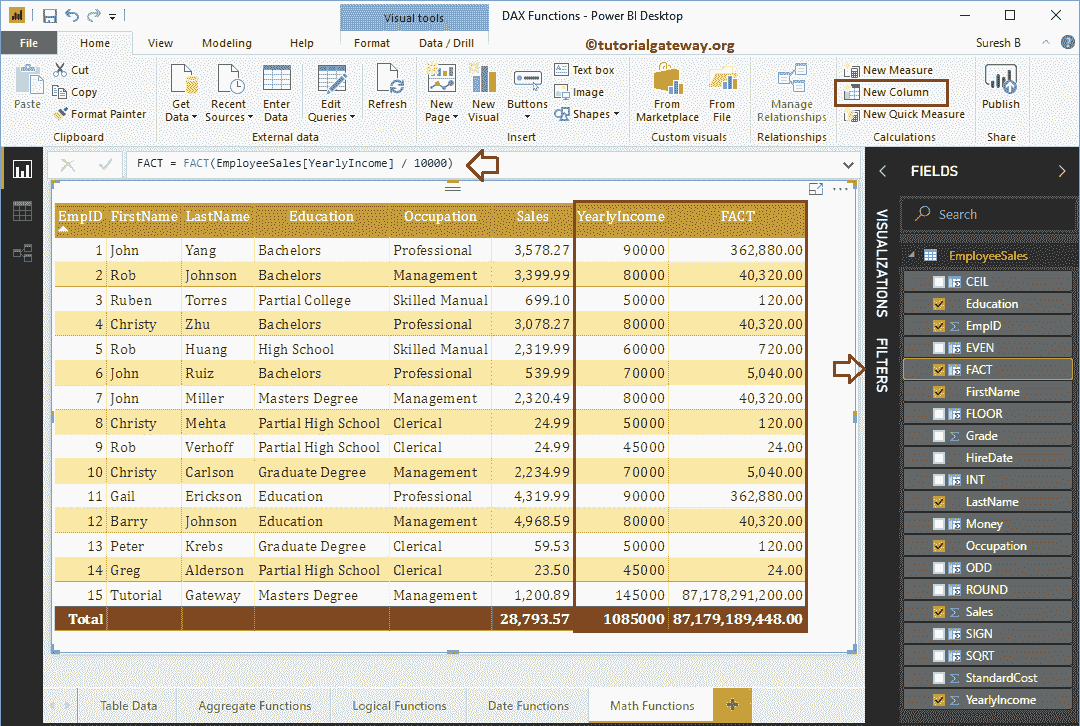 Visual tools
DAX Functions - Power BI Desktop
File Home View Modeling Help Format Data / Drill
©tutorialgateway.org
Suresh B
Paste
Cut
Copy
Format Painter
Clipboard
Get Data
Recent Sources
Enter Data
Edit Queries
External data
Refresh
New Page
New Visual
Buttons
Text box
Image
Shapes
Insert
From Marketplace
From File
Custom visuals
Manage Relationships
Relationships
New Measure
New Column
New Quick Measure
Calculations
Publish
Share
FACT = FACT(EmployeeSales[YearlyIncome] / 10000)
EmpID FirstName LastName Education Occupation Sales YearlyIncome FACT
1 John Yang Bachelors Professional 3,578.27 90000 362,880.00
2 Rob Johnson Bachelors Management 3,399.99 80000 40,320.00
3 Ruben Torres Partial College Skilled Manual 699.10 50000 120.00
4 Christy Zhu Bachelors Professional 3,078.27 80000 40,320.00
5 Rob Huang High School Skilled Manual 2,319.99 60000 720.00
6 John Ruiz Bachelors Professional 539.99 70000 5,040.00
7 John Miller Masters Degree Management 2,320.49 80000 40,320.00
8 Christy Mehta Partial High School Clerical 24.99 50000 120.00
9 Rob Verhoff Partial High School Clerical 24.99 45000 24.00
10 Christy Carlson Graduate Degree Management 2,234.99 70000 5,040.00
11 Gail Erickson Education Professional 4,319.99 90000 362,880.00
12 Barry Johnson Education Management 4,968.59 80000 40,320.00
13 Peter Krebs Graduate Degree Clerical 59.53 50000 120.00
14 Greg Alderson Partial High School Clerical 23.50 45000 24.00
15 Tutorial Gateway Masters Degree Management 1,200.89 145000 87,178,291,200.00
Total 28,793.57 1085000 87,179,189,448.00
VISUALIZATIONS
FILTERS
FIELDS
Search
EmployeeSales
CEIL
Education
EmpID
EVEN
FACT
FirstName
FLOOR
Grade
HireDate
INT
LastName
Money
Occupation
ODD
ROUND
Sales
SIGN
SQRT
StandardCost
YearlyIncome
Table Data Aggregate Functions Logical Functions Date Functions Math Functions +